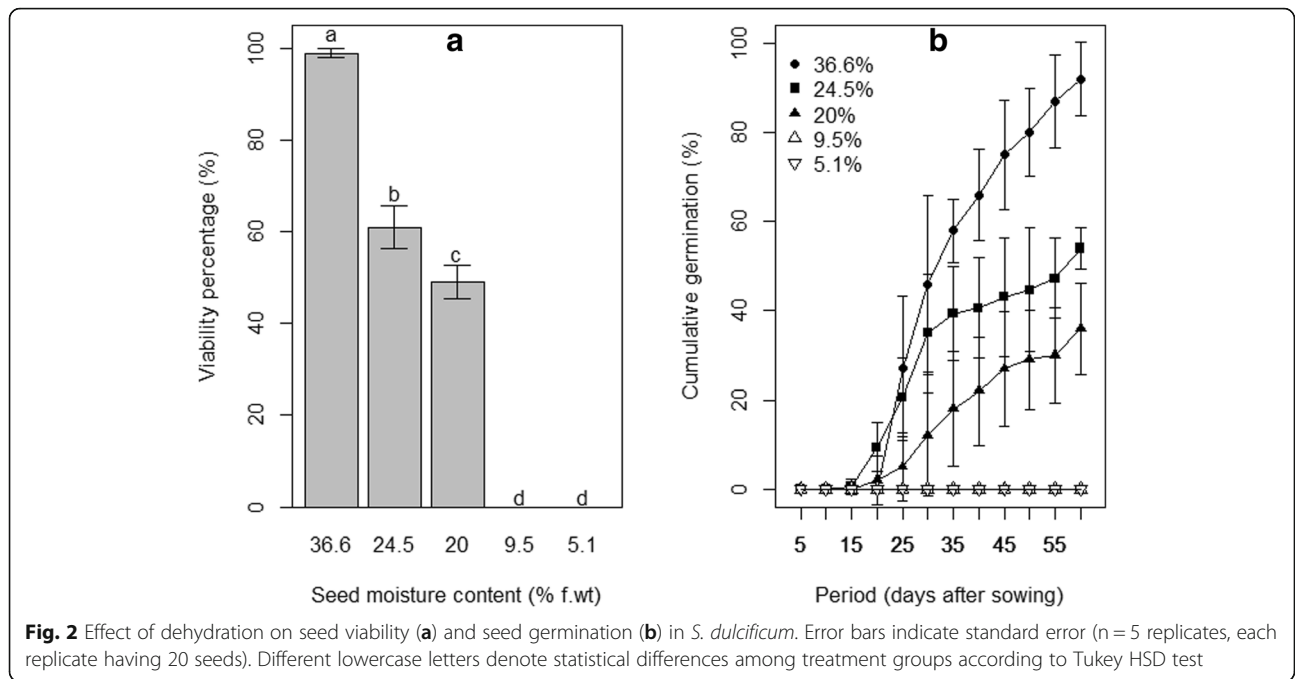 a
Viability percentage (%)
100
80
60
40
20
0
a
b
c
d
d
36.6 24.5 20 9.5 5.1
Seed moisture content (% f.wt)
b
Cumulative germination (%)
100
80
60
40
20
0
36.6%
24.5%
20%
9.5%
5.1%
5 15 25 35 45 55
Period (days after sowing)
Fig. 2 Effect of dehydration on seed viability (a) and seed germination (b) in S. dulcificum. Error bars indicate standard error (n = 5 replicates, each
replicate having 20 seeds). Different lowercase letters denote statistical differences among treatment groups according to Tukey HSD test